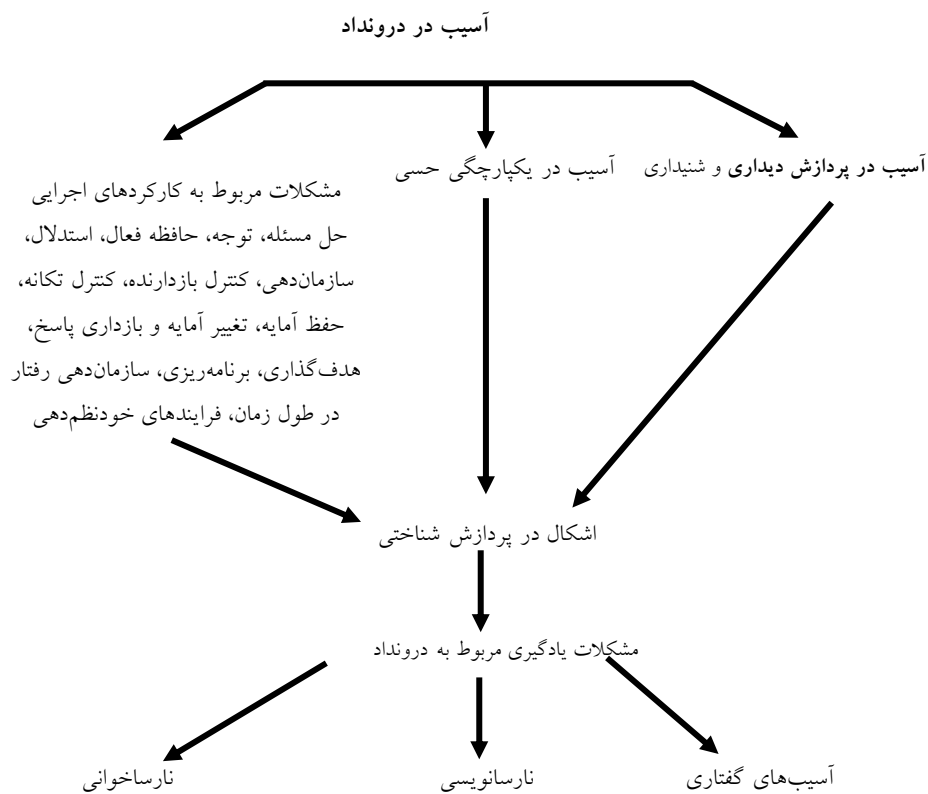 آسیب در درونداد
آسیب در پردازش دیداری و شنیداری
آسیب در یکپارچگی حسی
مشکلات مربوط به کارکردهای اجرایی
حل مسئله، توجه، حافظه فعال، استدلال،
سازمان‌دهی، کنترل بازدارنده، کنترل تکانه،
حفظ آمایه، تغییر آمایه و بازداری پاسخ،
هدف‌گذاری، برنامه‌ریزی، سازمان‌دهی رفتار
در طول زمان، فرایندهای خودنظم‌دهی
اشکال در پردازش شناختی
مشکلات یادگیری مربوط به درونداد
آسیب‌های گفتاری
نارسانویسی
نارساخوانی